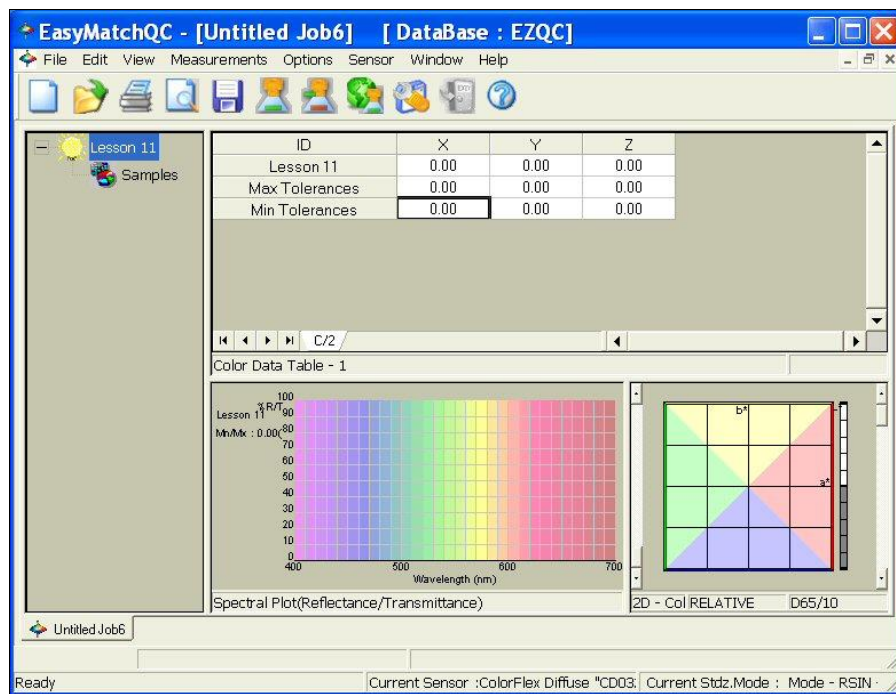 EasyMatchQC - [Untitled Job6] [ DataBase : EZQC]
File Edit View Measurements Options Sensor Window Help
Lesson 11
Samples
ID X Y Z
Lesson 11 0.00 0.00 0.00
Max Tolerances 0.00 0.00 0.00
Min Tolerances 0.00 0.00 0.00
C/2
Color Data Table - 1
% R/T
Lesson 11
Mn/Mx : 0.00(
100
90
80
70
60
50
40
30
20
10
0
400 500 600 700
Wavelength (nm)
Spectral Plot(Reflectance/Transmittance)
b*
a*
2D - Col RELATIVE D65/10
Untitled Job6
Ready Current Sensor :ColorFlex Diffuse "CD03: Current Stdz.Mode : Mode - RSIN -